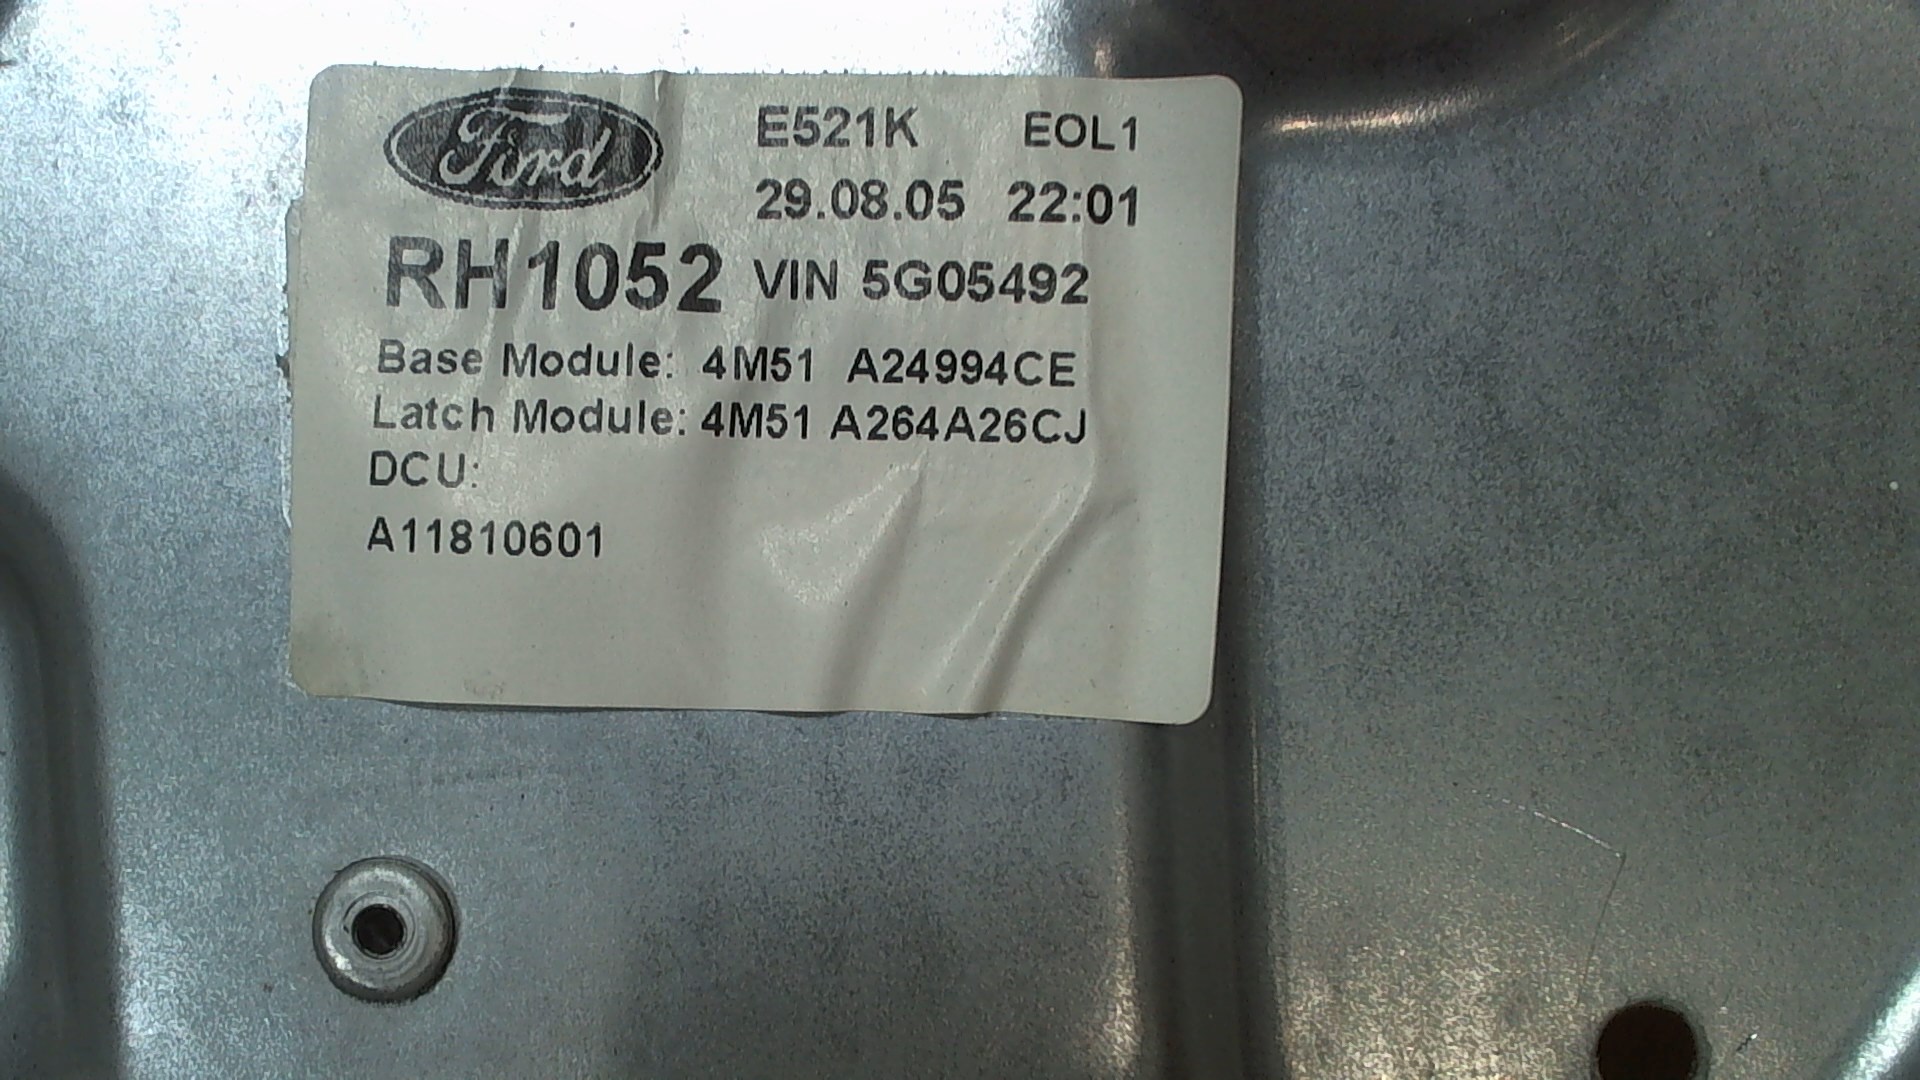 Ford E521K EOL1
29.08.05 22:01
RH1052 VIN 5G05492
Base Module: 4M51 A24994CE
Latch Module: 4M51 A264A26CJ
DCU:
A11810601